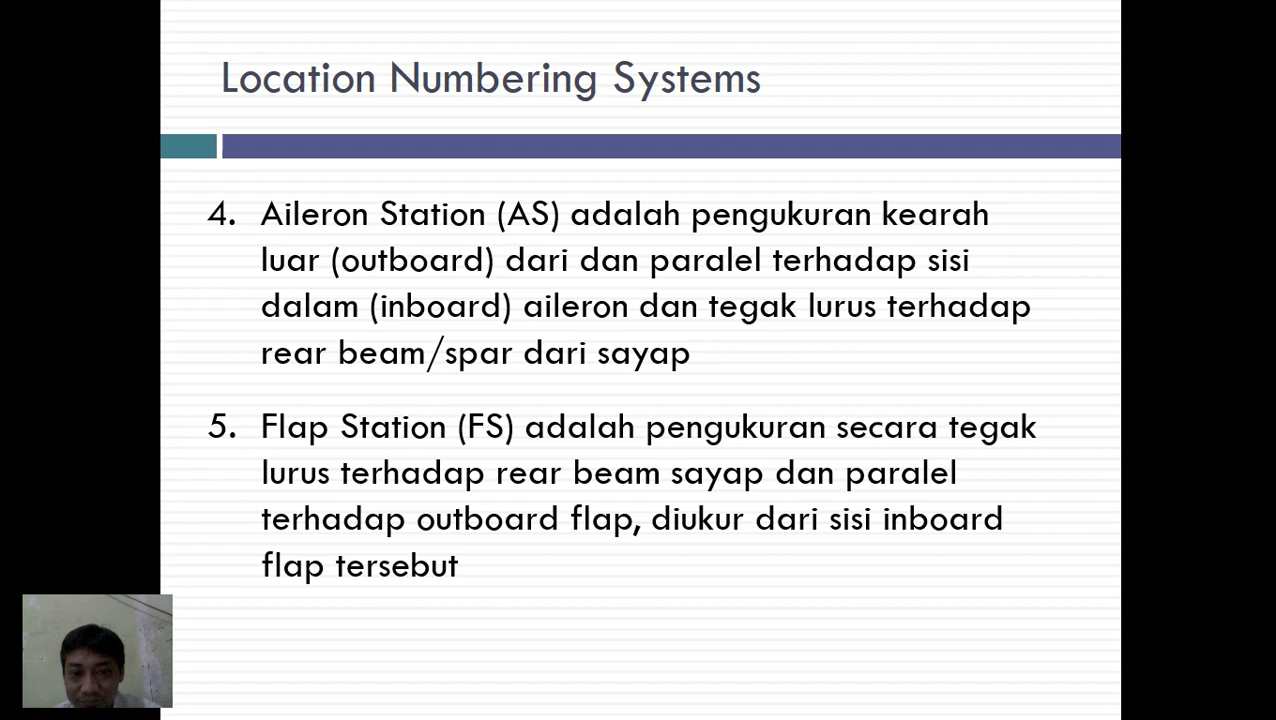 Location Numbering Systems
4. Aileron Station (AS) adalah pengukuran kearah
luar (outboard) dari dan paralel terhadap sisi
dalam (inboard) aileron dan tegak lurus terhadap
rear beam/spar dari sayap
5. Flap Station (FS) adalah pengukuran secara tegak
lurus terhadap rear beam sayap dan paralel
terhadap outboard flap, diukur dari sisi inboard
flap tersebut